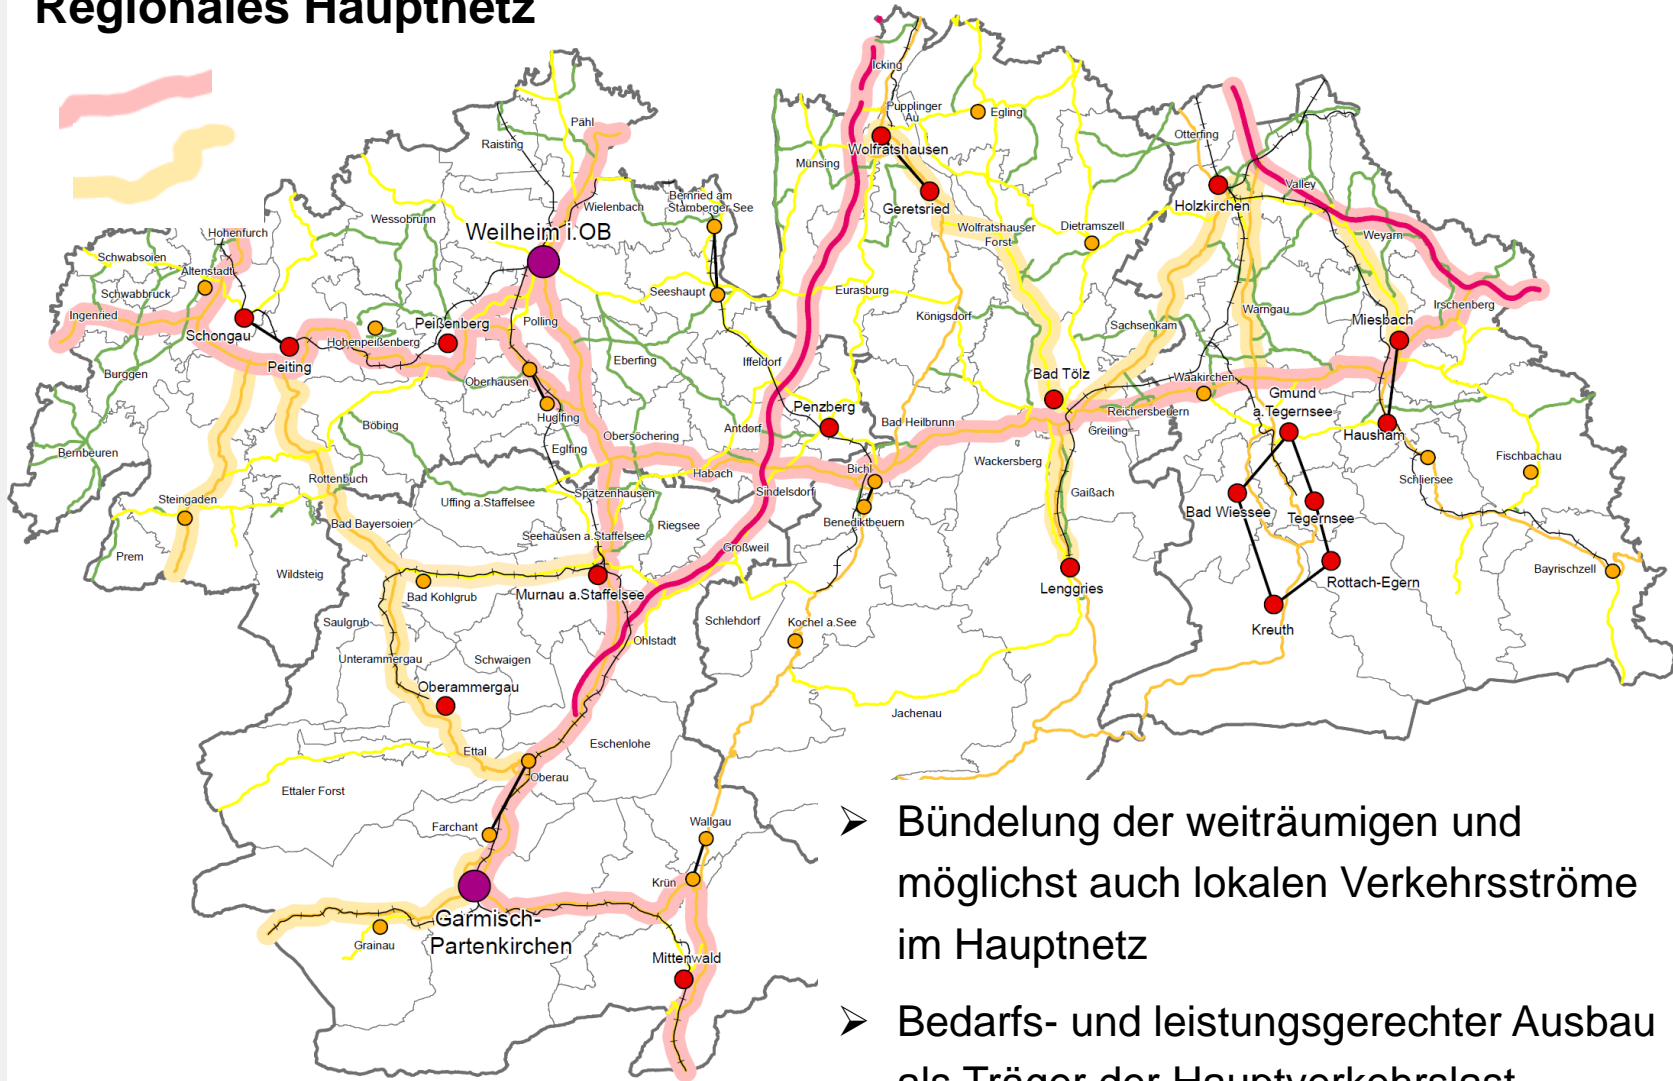 Regionales Hauptnetz
Icking
Pähl
Pupplinger
Au
Egling
Raisting
Otterfing
Wolfratshausen
Münsing
Valley
Bernried am
Starnberger See
Wielenbach
Holzkirchen
Geretsried
Wessobrunn
Weilheim i.OB
Wolfratshauser
Forst
Dietramszell
Hohenfurch
Weyarn
Schwabsoien
Altenstadt
Schwabbruck
Seeshaupt
Eurasburg
Irschenberg
Ingenried
Königsdorf
Warngau
Peißenberg
Polling
Sachsenkam
Miesbach
Schongau
Hohenpeißenberg
Peiting
Eberfing
Iffeldorf
Burggen
Oberhausen
Bad Tölz
Waakirchen
Gmund
a.Tegernsee
Penzberg
Reichersbeuern
Huglfing
Böbing
Antdorf
Bad Heilbrunn
Greiling
Hausham
Obersöchering
Eglfing
Bernbeuren
Fischbachau
Wackersberg
Habach
Bichl
Rottenbuch
Schliersee
Steingaden
Spatzenhausen
Sindelsdorf
Gaißach
Uffing a.Staffelsee
Bad Wiessee
Tegernsee
Bad Bayersoien
Riegsee
Benediktbeuern
Seehausen a.Staffelsee
Großweil
Prem
Bayrischzell
Wildsteig
Rottach-Egern
Lenggries
Bad Kohlgrub
Murnau a.Staffelsee
Saulgrub
Schlehdorf
Kochel a.See
Kreuth
Ohlstadt
Unterammergau
Schwaigen
Oberammergau
Jachenau
Eschenlohe
Ettal
Oberau
Ettaler Forst
Farchant
Wallgau
Krün
Garmisch-
Partenkirchen
Grainau
Mittenwald
➢ Bündelung der weiträumigen und
möglichst auch lokalen Verkehrsströme
im Hauptnetz
➢ Bedarfs- und leistungsgerechter Ausbau
als Träger der Hauptverkehrslast